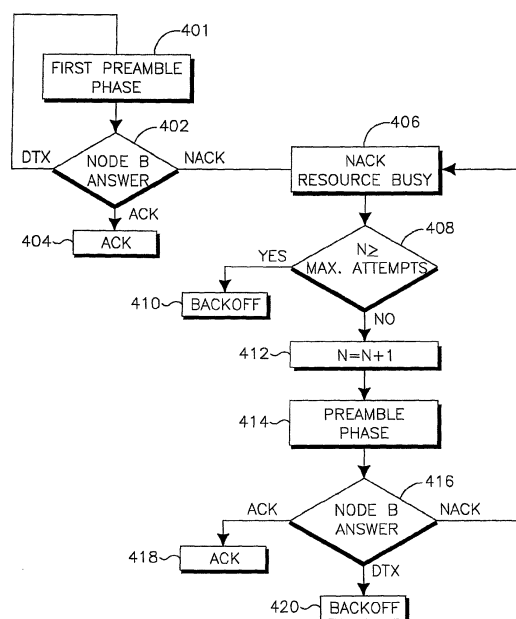 401
FIRST PREAMBLE
PHASE
402
DTX
NODE B
ANSWER
NACK
ACK
404
ACK
406
NACK
RESOURCE BUSY
408
YES
N≥
MAX. ATTEMPTS
410
BACKOFF
NO
412
N=N+1
414
PREAMBLE
PHASE
416
ACK
NODE B
ANSWER
NACK
418
ACK
DTX
420
BACKOFF